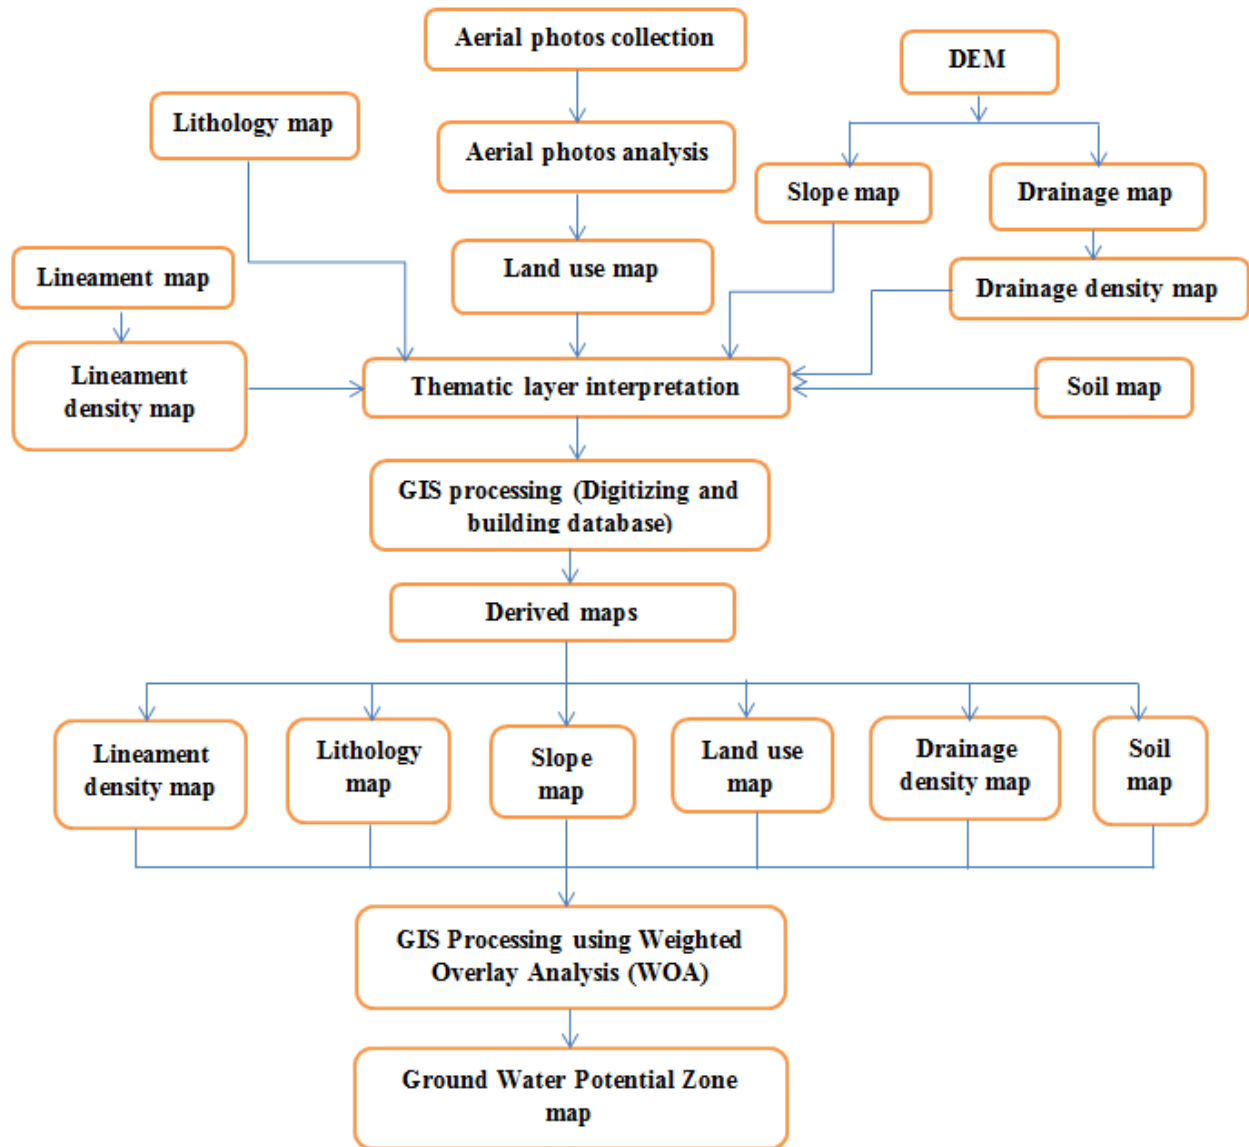 Aerial photos collection
DEM
Lithology map
Aerial photos analysis
Slope map
Drainage map
Lineament map
Land use map
Drainage density map
Lineament
density map
Thematic layer interpretation
Soil map
GIS processing (Digitizing and
building database)
Derived maps
Lineament
density map
Lithology
map
Slope
map
Land use
map
Drainage
density map
Soil
map
GIS Processing using Weighted
Overlay Analysis (WOA)
Ground Water Potential Zone
map